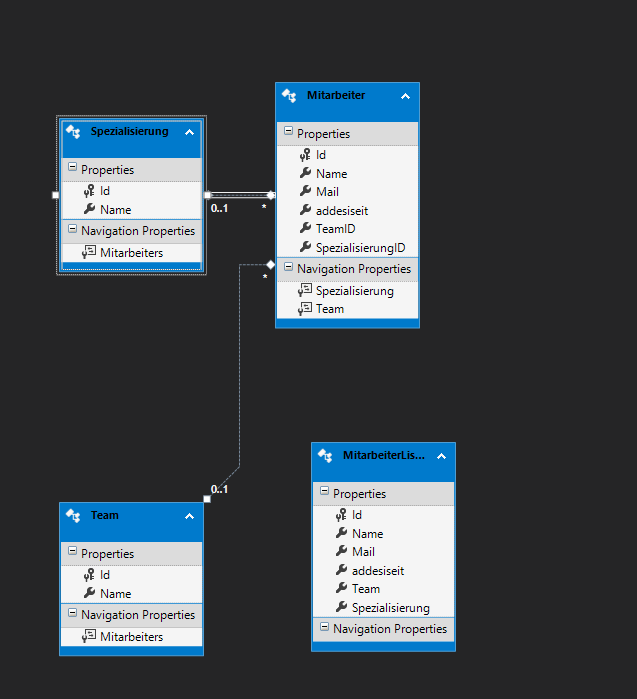 Spezialisierung
Properties
Id
Name
Navigation Properties
Mitarbeiters
0..1
*
Mitarbeiter
Properties
Id
Name
Mail
addesiseit
TeamID
SpezialisierungID
Navigation Properties
Spezialisierung
Team
*
0..1
Team
Properties
Id
Name
Navigation Properties
Mitarbeiters
MitarbeiterLis...
Properties
Id
Name
Mail
addesiseit
Team
Spezialisierung
Navigation Properties